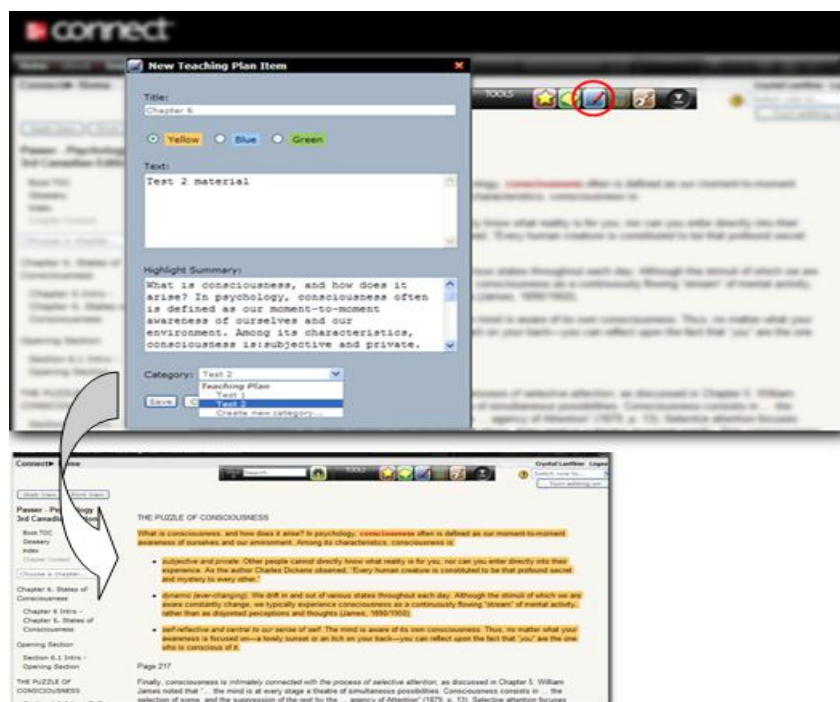 connect
New Teaching Plan Item
Title:
Chapter 6
Yellow Blue Green
Text:
Test 2 material
Highlight Summary:
What is consciousness, and how does it
arise? In psychology, consciousness often
is defined as our moment-to-moment
awareness of ourselves and our
environment. Among its characteristics,
consciousness is:subjective and private.
Category: Test 2
Teaching Plan
Test 1
Test 2
Create new category...
Save
TOOLS
Connect Home
Search
TOOLS
Crystal Lantline Logout
Switch role to...
Turn editing on
Web View Print View
Passer - Psychology
3rd Canadian Edition
Book TOC
Glossary
Index
Chapter Content
Choose a chapter...
Chapter 6. States of
Consciousness
Chapter 6 Intro -
Chapter 6. States of
Consciousness
Opening Section
Section 6.1 Intro -
Opening Section
THE PUZZLE OF
CONSCIOUSNESS
THE PUZZLE OF CONSCIOUSNESS
What is consciousness, and how does it arise? In psychology, consciousness often is defined as our moment-to-moment
awareness of ourselves and our environment. Among its characteristics, consciousness is:
• subjective and private. Other people cannot directly know what reality is for you, nor can you enter directly into their
experience. As the author Charles Dickens observed, "Every human creature is constituted to be that profound secret
and mystery to every other."
• dynamic (ever-changing). We drift in and out of various states throughout each day. Although the stimuli of which we are
aware constantly change, we typically experience consciousness as a continuously flowing "stream" of mental activity,
rather than as disjointed perceptions and thoughts (James, 1890/1950).
• self-reflective and central to our sense of self. The mind is aware of its own consciousness. Thus, no matter what your
awareness is focused on—a lovely sunset or an itch on your back—you can reflect upon the fact that "you" are the one
who is conscious of it.
Page 217
Finally, consciousness is intimately connected with the process of selective attention, as discussed in Chapter 5. William
James noted that "... the mind is at every stage a theatre of simultaneous possibilities. Consciousness consists in ... the
selection of some, and the suppression of the rest by the ... agency of Attention" (1879, p. 13). Selective attention focuses